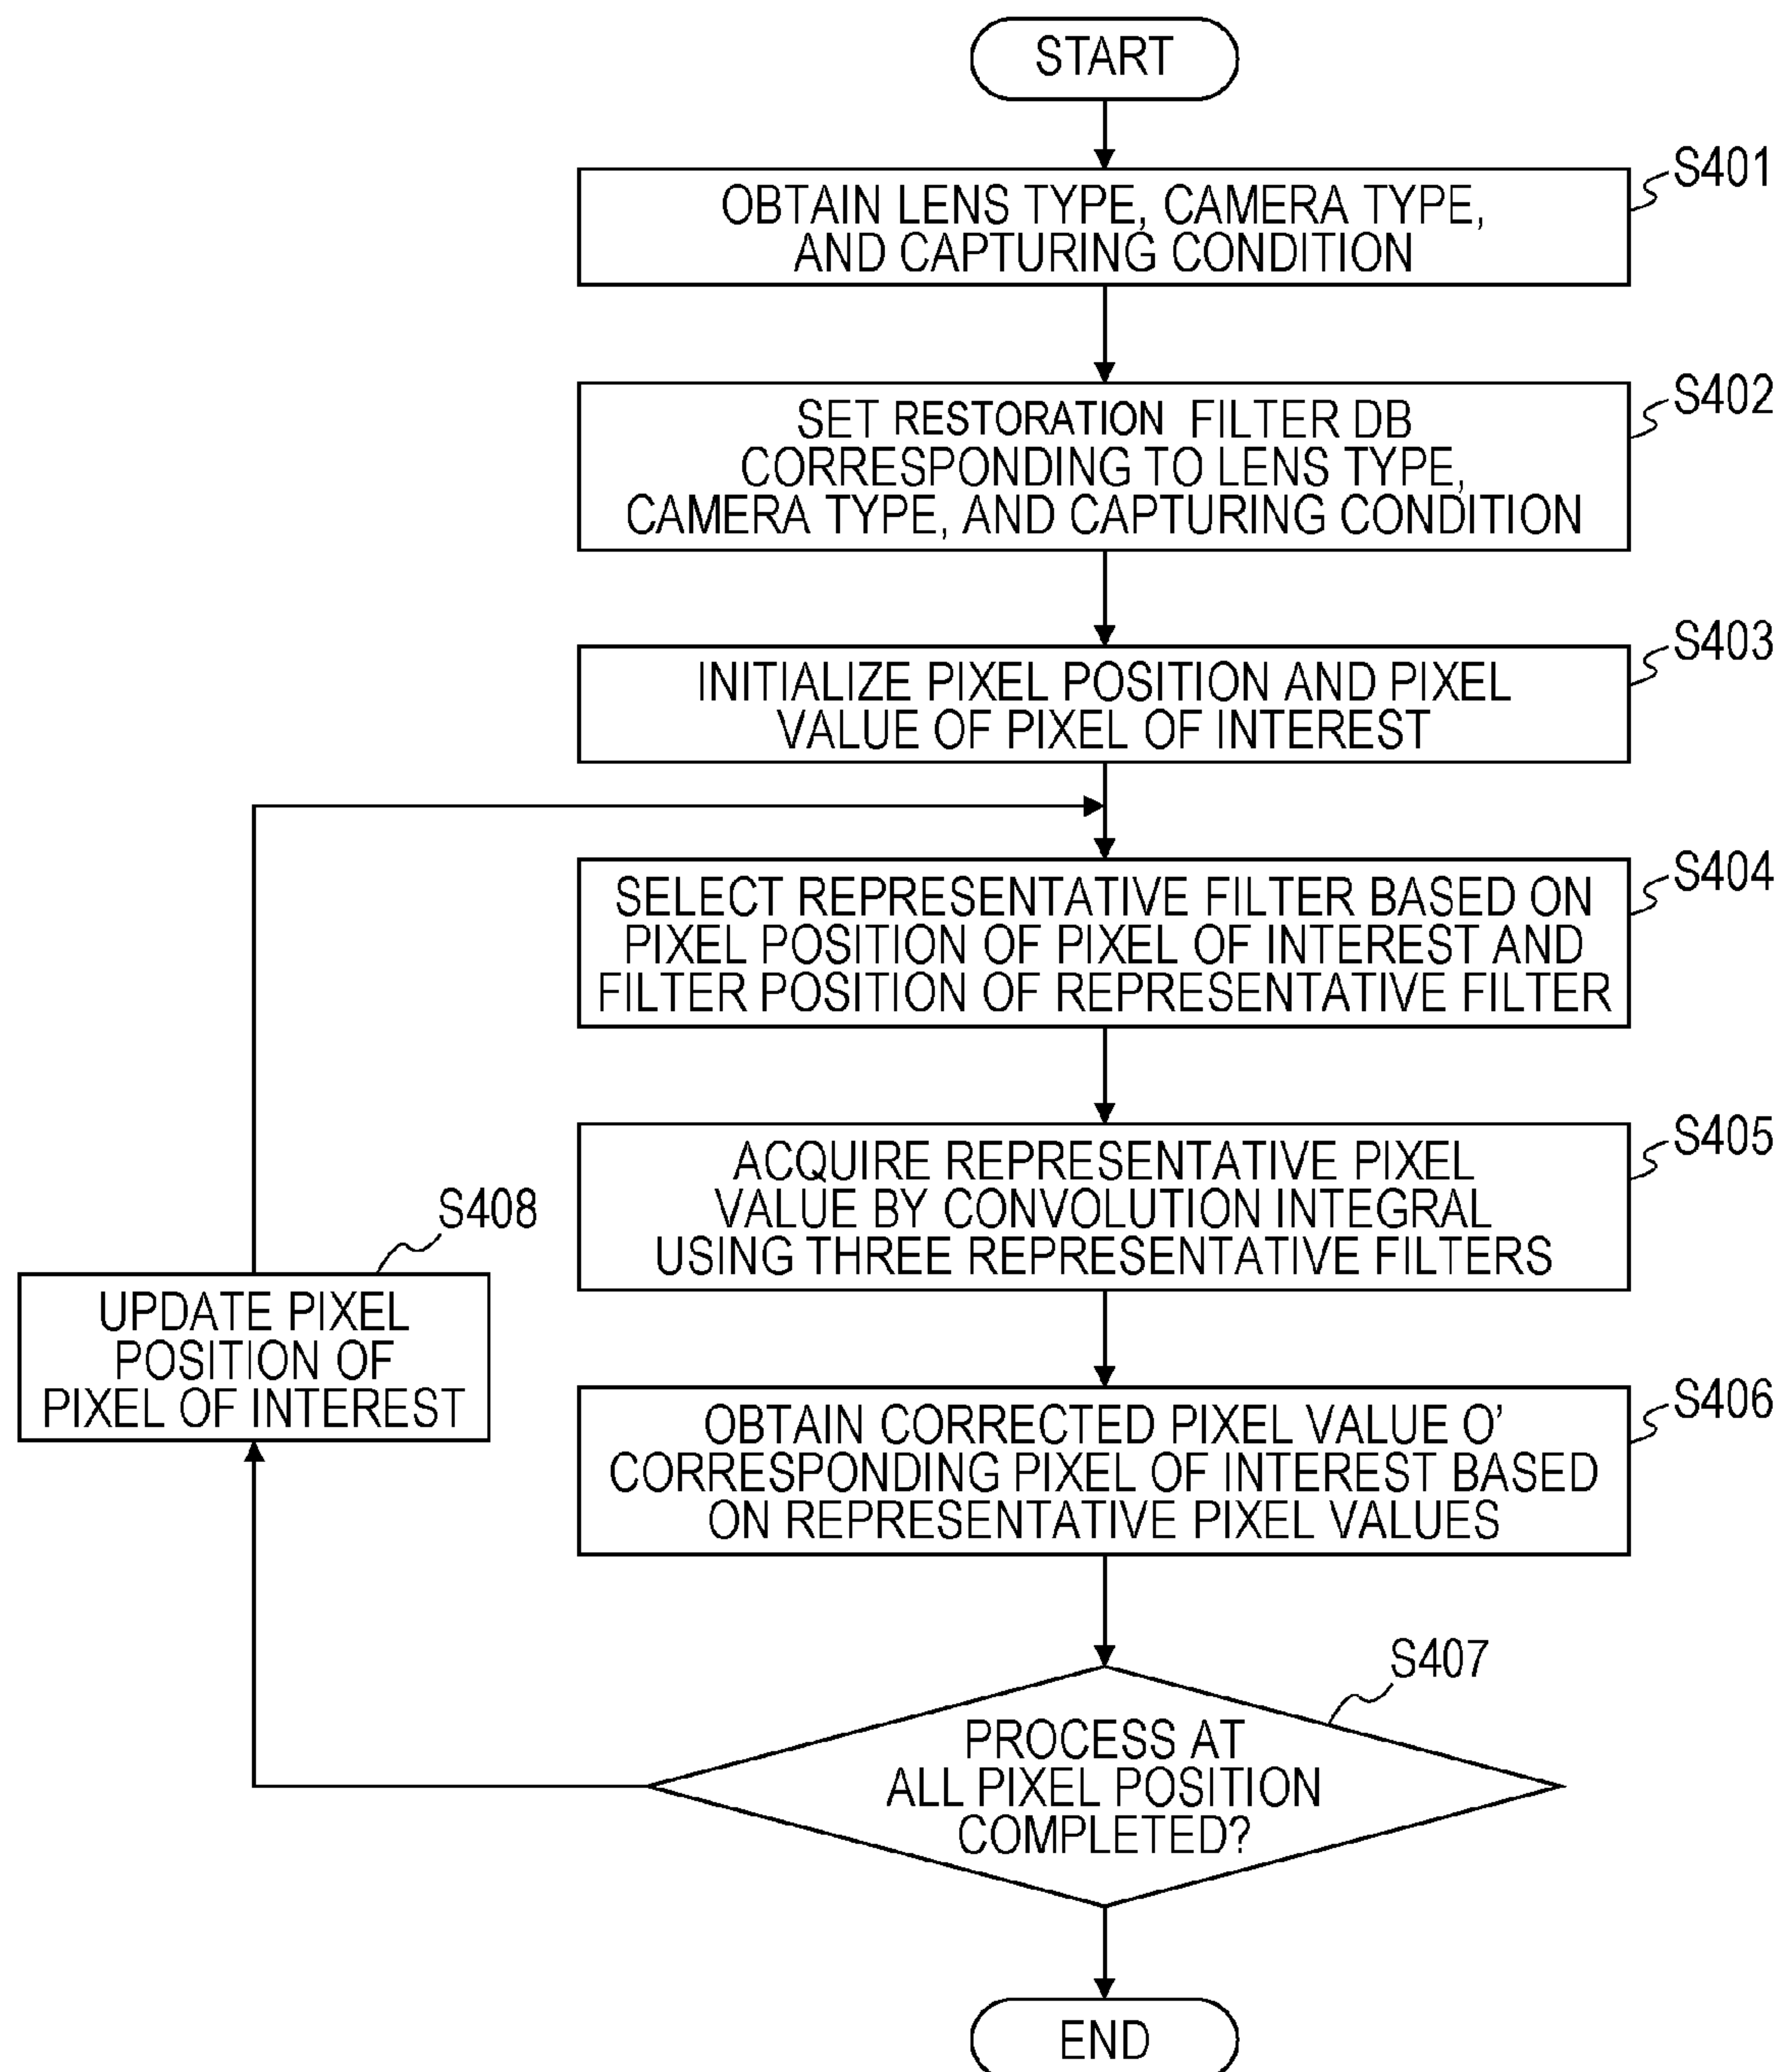 START
S401
OBTAIN LENS TYPE, CAMERA TYPE,
AND CAPTURING CONDITION
S402
SET RESTORATION FILTER DB
CORRESPONDING TO LENS TYPE,
CAMERA TYPE, AND CAPTURING CONDITION
S403
INITIALIZE PIXEL POSITION AND PIXEL
VALUE OF PIXEL OF INTEREST
S404
SELECT REPRESENTATIVE FILTER BASED ON
PIXEL POSITION OF PIXEL OF INTEREST AND
FILTER POSITION OF REPRESENTATIVE FILTER
S405
ACQUIRE REPRESENTATIVE PIXEL
VALUE BY CONVOLUTION INTEGRAL
USING THREE REPRESENTATIVE FILTERS
S408
UPDATE PIXEL
POSITION OF
PIXEL OF INTEREST
S406
OBTAIN CORRECTED PIXEL VALUE O'
CORRESPONDING PIXEL OF INTEREST BASED
ON REPRESENTATIVE PIXEL VALUES
S407
PROCESS AT
ALL PIXEL POSITION
COMPLETED?
END